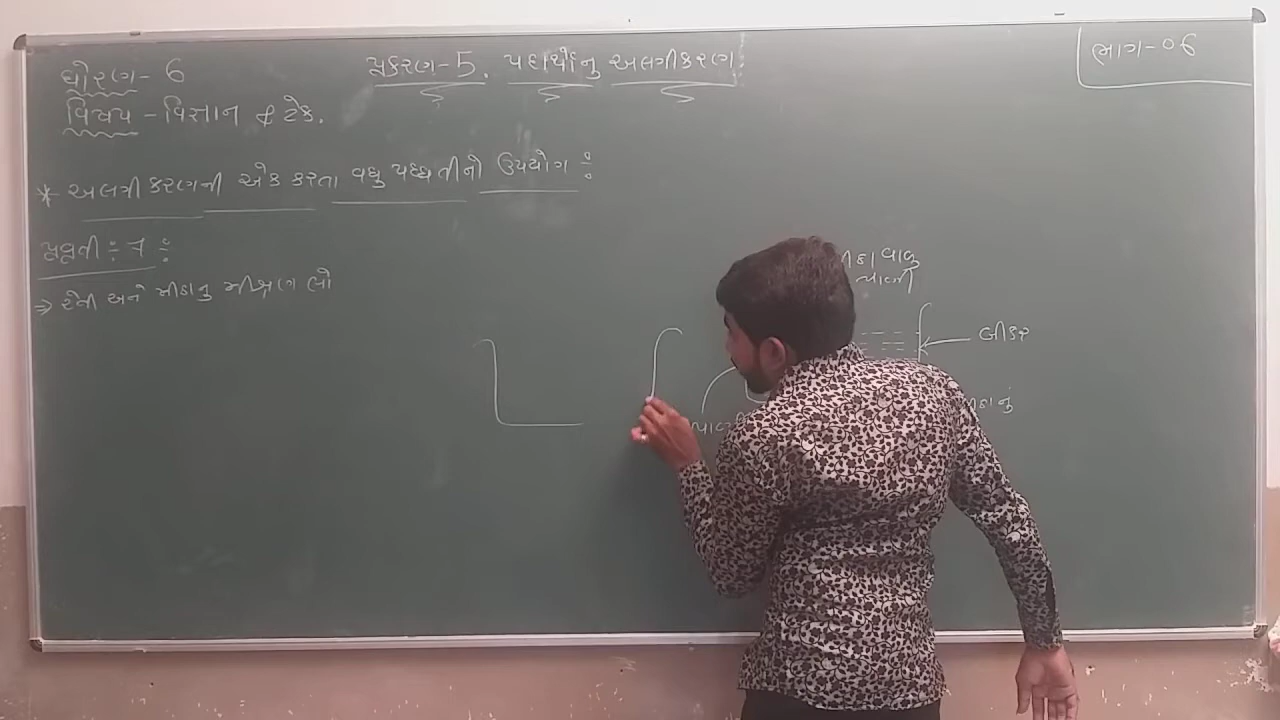 ધોરણ - 6
પ્રકરણ - 5. પદાર્થોનુ અલગીકરણ :
ભાગ - 06
વિષય - વિજ્ઞાન & ટેક.
* અલગીકરણની એક કરતા વધુ પધ્ધતીનો ઉપયોગ ÷
પ્રવૃતી ÷ 7 ÷
⇒ રેતી અને મીઠાનુ મીશ્રણ લો
વાળુ
પાણી
બીકર